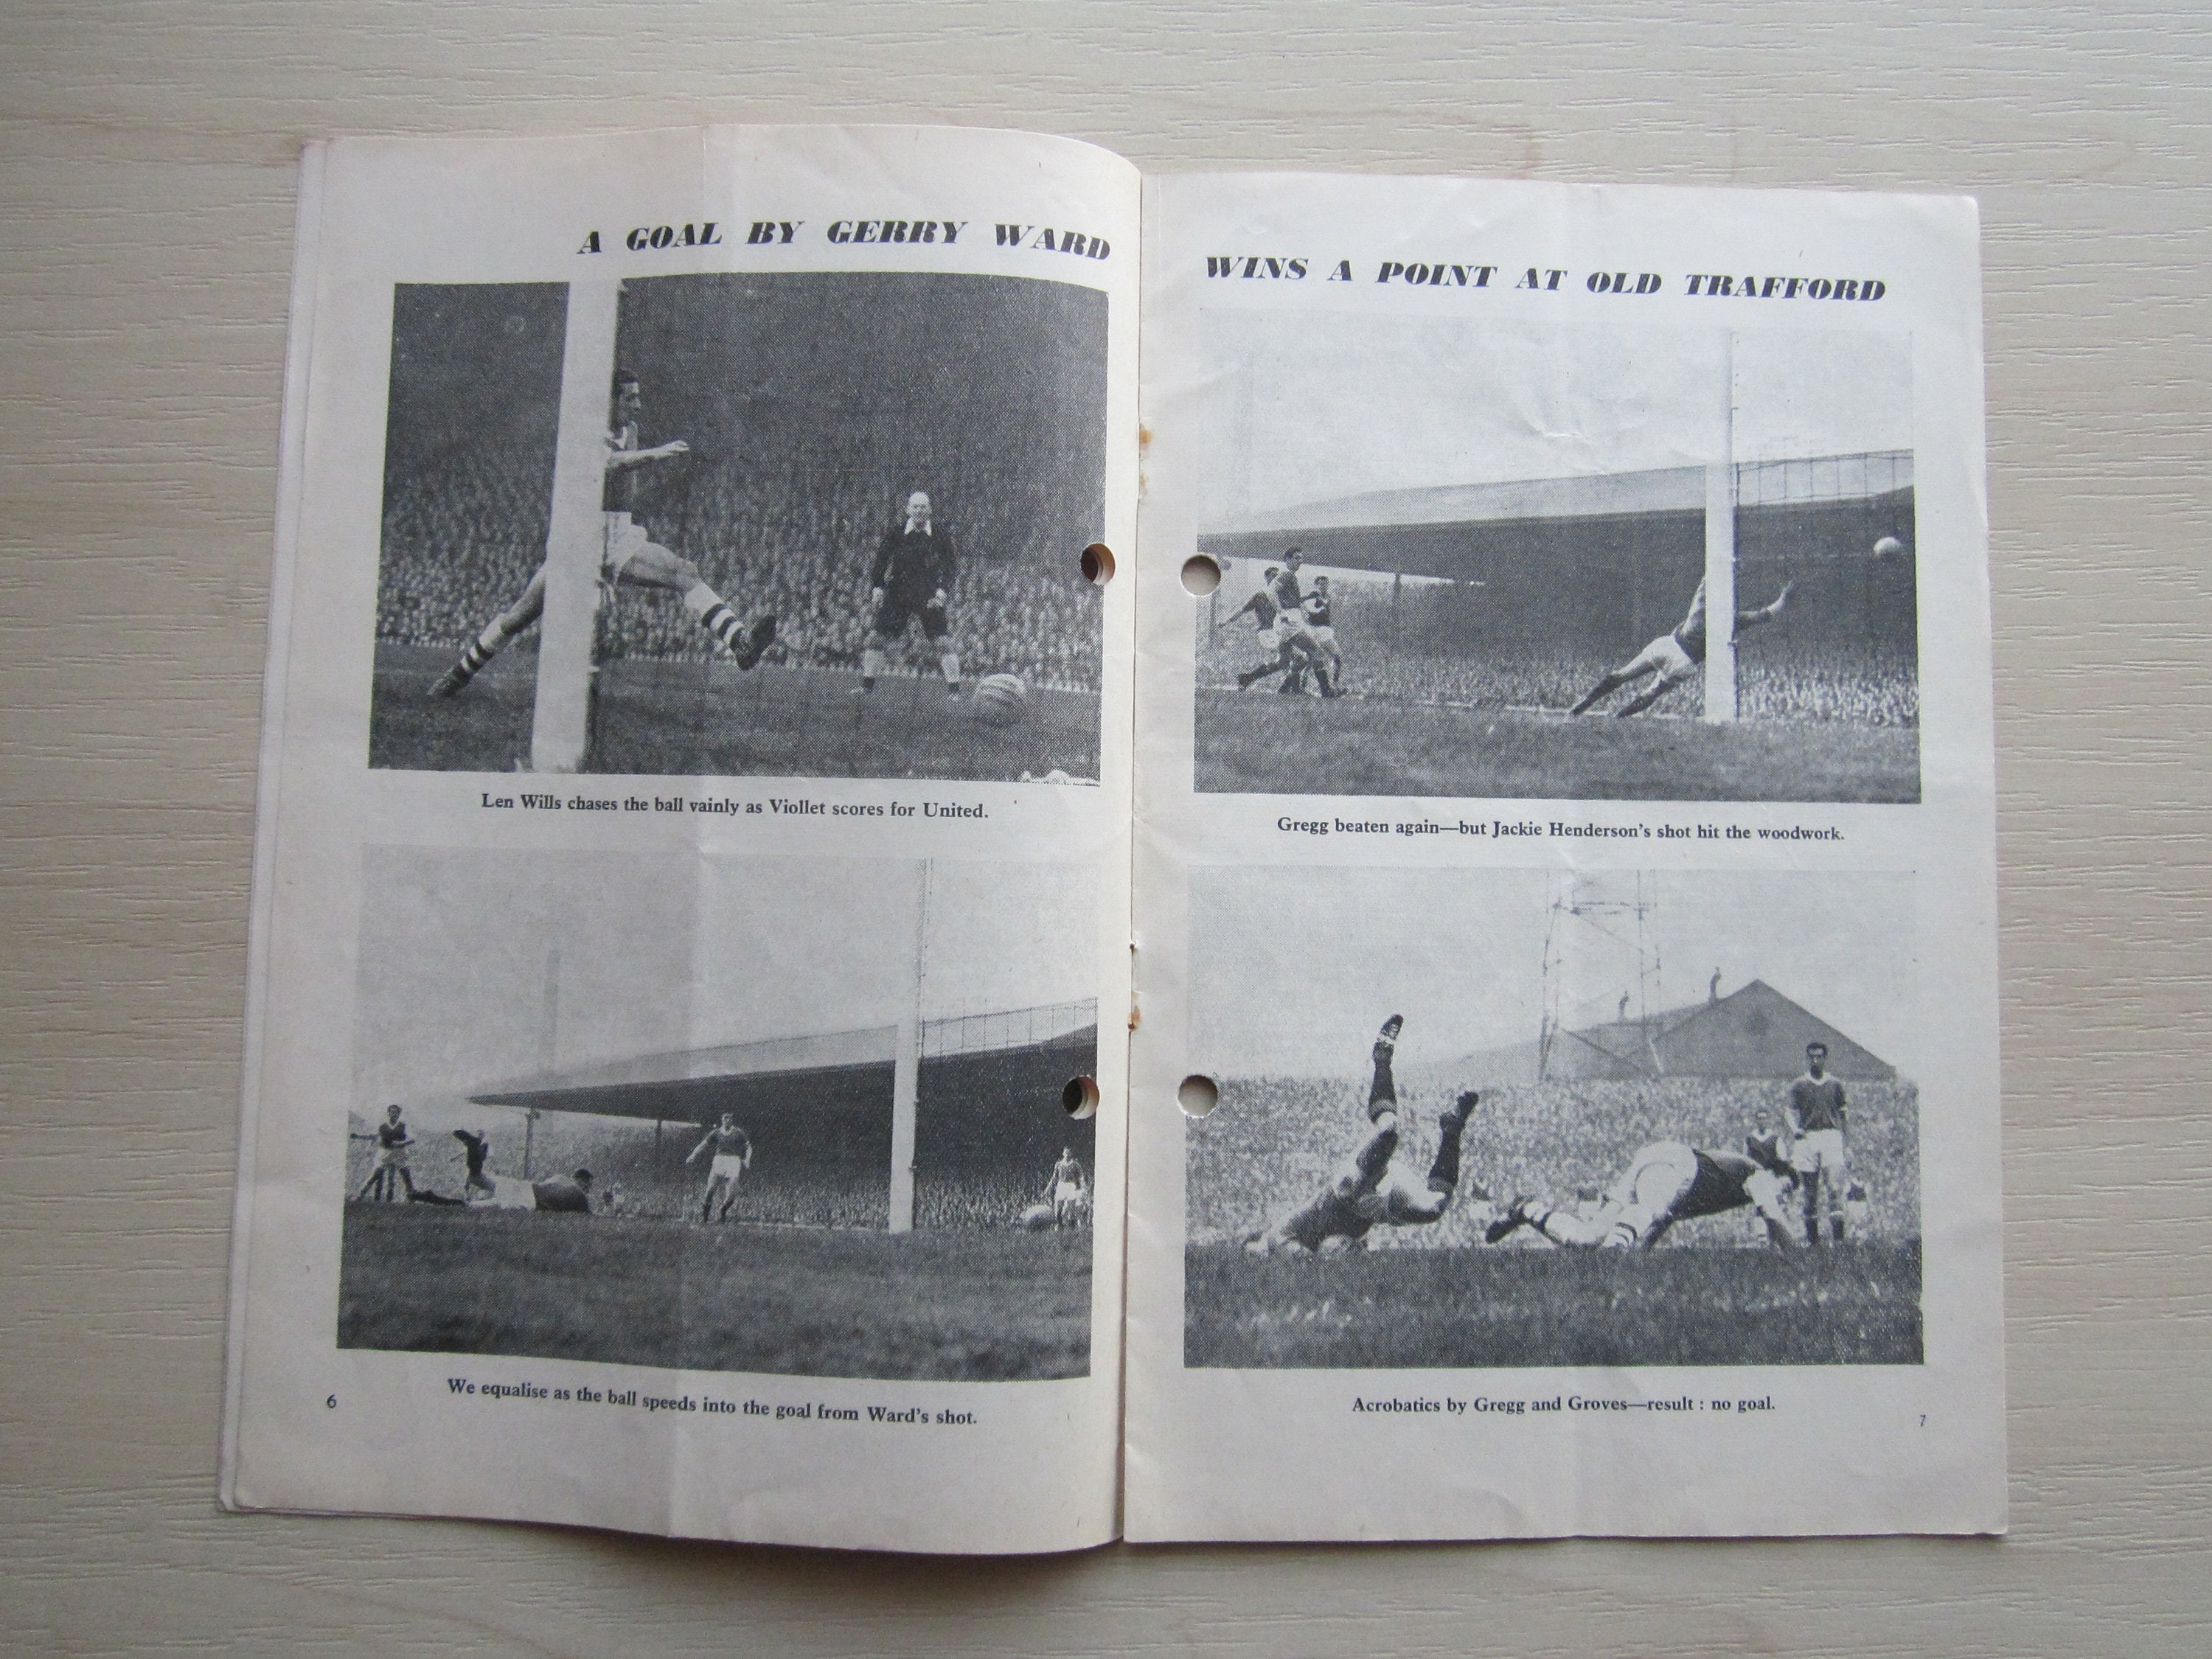 A GOAL BY GERRY WARD
Len Wills chases the ball vainly as Viollet scores for United.
We equalise as the ball speeds into the goal from Ward's shot.
6
WINS A POINT AT OLD TRAFFORD
Gregg beaten again—but Jackie Henderson's shot hit the woodwork.
Acrobatics by Gregg and Groves—result : no goal.
7